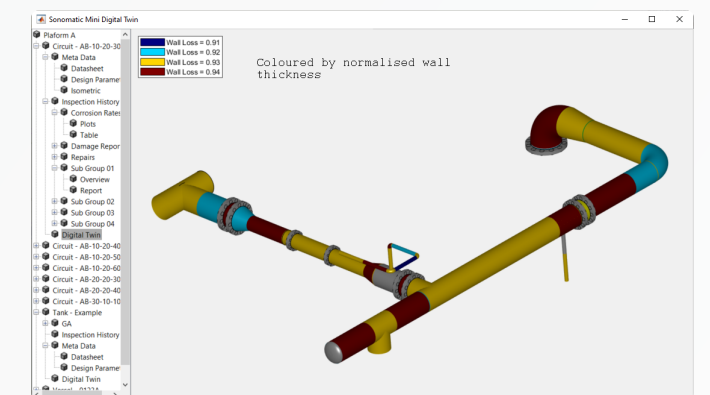 Sonomatic Mini Digital Twin
Plaform A
Circuit - AB-10-20-30
Meta Data
Datasheet
Design Parame
Isometric
Inspection History
Corrosion Rates
Plots
Table
Damage Repor
Repairs
Sub Group 01
Overview
Report
Sub Group 02
Sub Group 03
Sub Group 04
Digital Twin
Circuit - AB-10-20-40
Circuit - AB-10-20-50
Circuit - AB-10-20-60
Circuit - AB-20-20-30
Circuit - AB-20-20-40
Circuit - AB-30-10-10
Tank - Example
GA
Inspection History
Meta Data
Datasheet
Design Parame
Digital Twin
Wall Loss = 0.91
Wall Loss = 0.92
Wall Loss = 0.93
Wall Loss = 0.94
Coloured by normalised wall
thickness